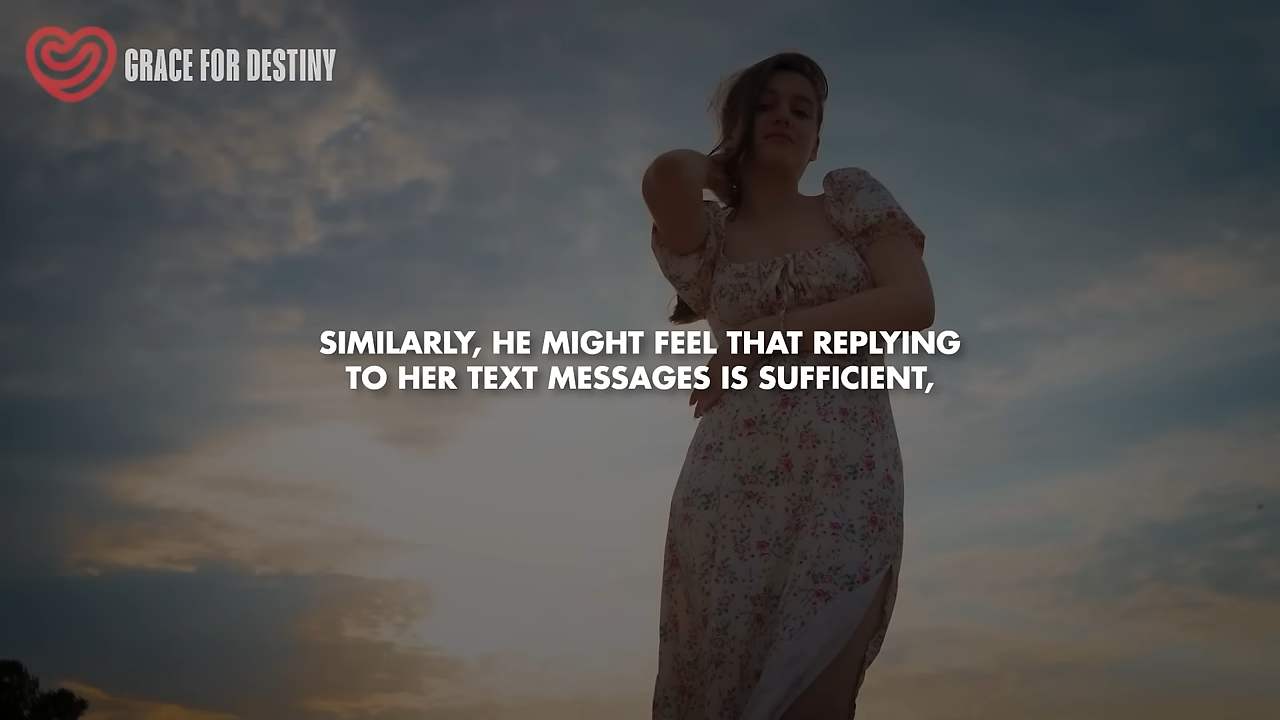 GRACE FOR DESTINY
SIMILARLY, HE MIGHT FEEL THAT REPLYING
TO HER TEXT MESSAGES IS SUFFICIENT,